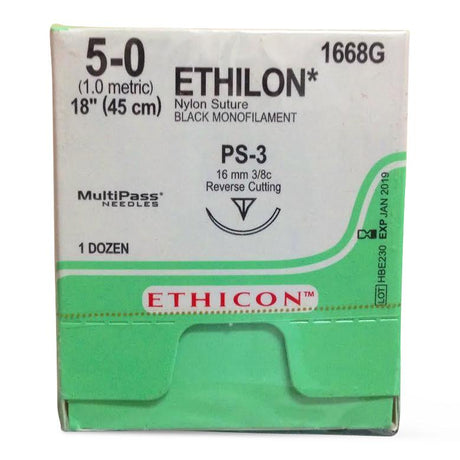 5-0
(1.0 metric)
18" (45 cm)
ETHILON*
1668G
Nylon Suture
BLACK MONOFILAMENT
PS-3
16 mm 3/8c
Reverse Cutting
MultiPass*
NEEDLES
1 DOZEN
LOT HBE230 EXP JAN 2019
ETHICON™